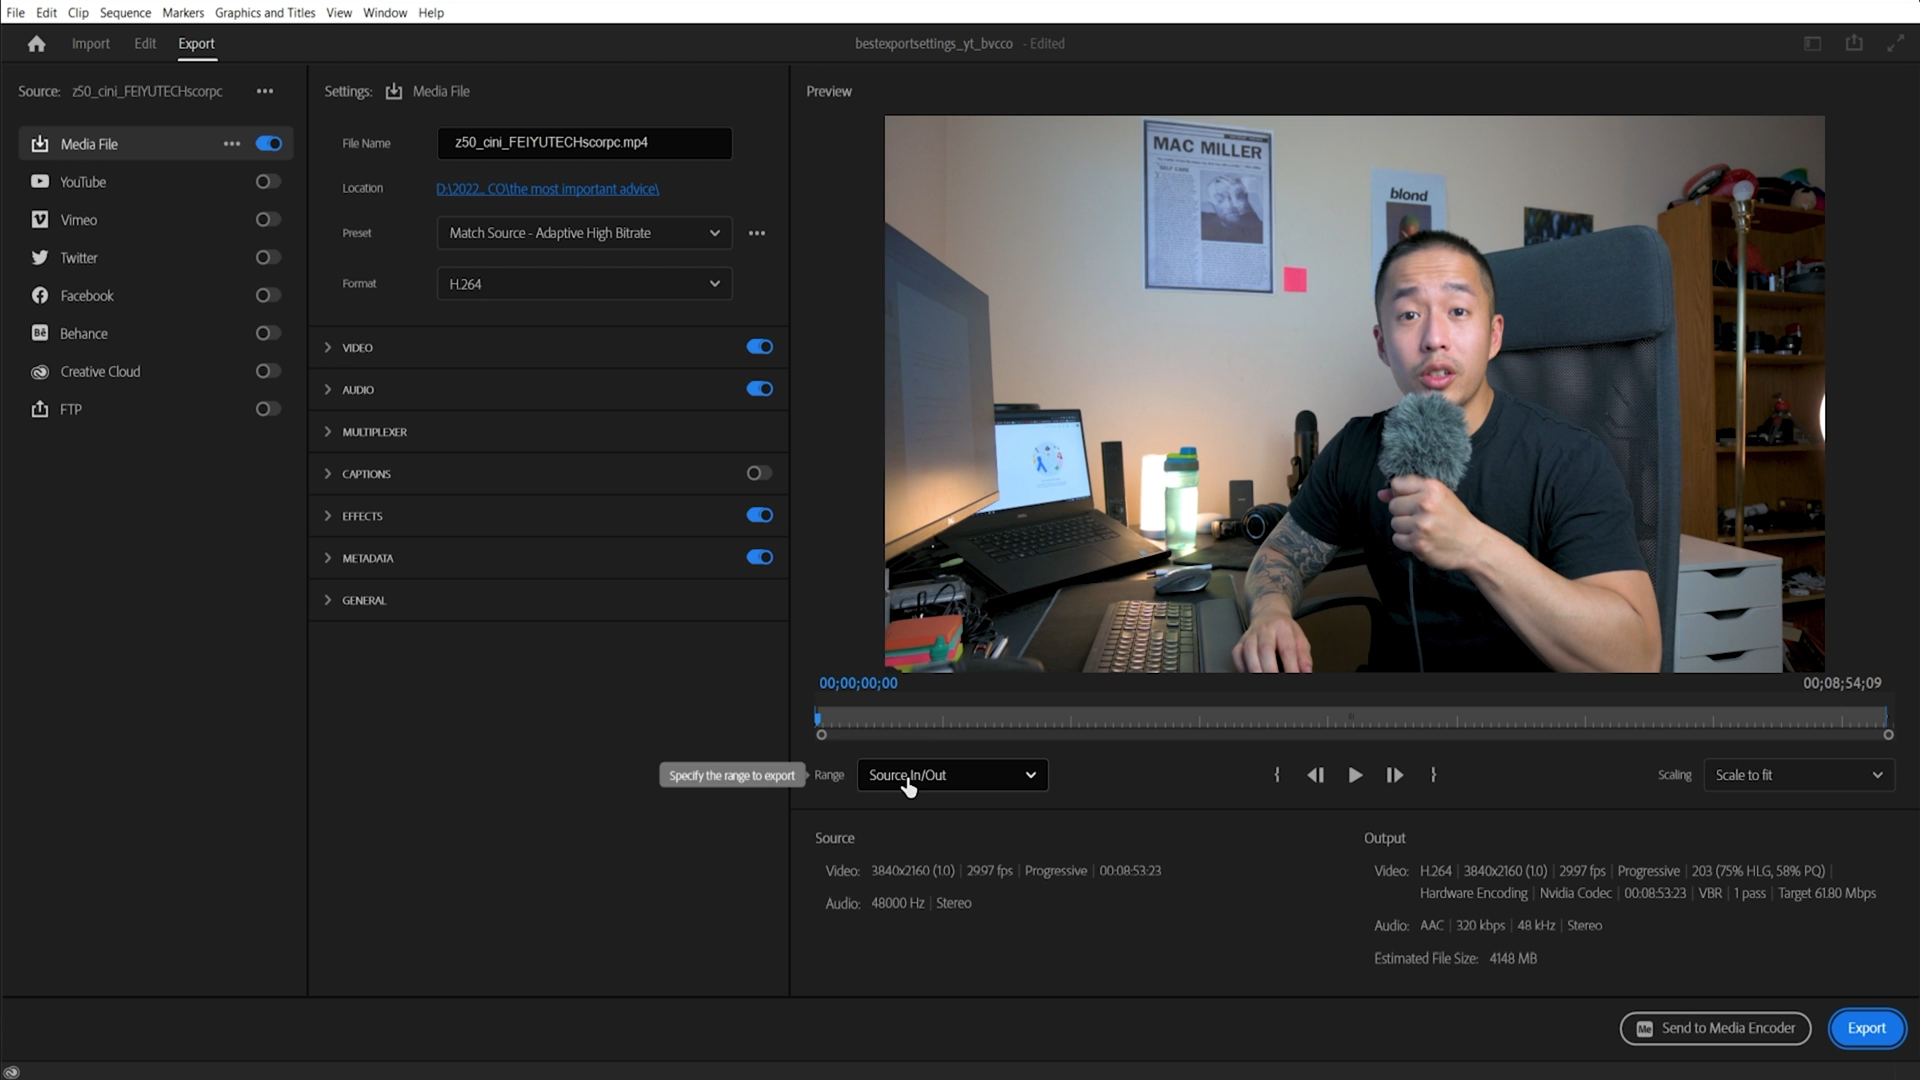 File Edit Clip Sequence Markers Graphics and Titles View Window Help
Import Edit Export
bestexportsettings_yt_bvcco - Edited
Source: z50_cini_FEIYUTECHscorpc
Media File
YouTube
Vimeo
Twitter
Facebook
Behance
Creative Cloud
FTP
Settings: Media File
File Name z50_cini_FEIYUTECHscorpc.mp4
Location D:\2022_ CO\the most important advice\
Preset Match Source - Adaptive High Bitrate
Format H.264
VIDEO
AUDIO
MULTIPLEXER
CAPTIONS
EFFECTS
METADATA
GENERAL
Preview
MAC MILLER
SELF CARE
blond
00;00;00;00
00;08;54;09
Specify the range to export
Range Source In/Out
Scaling Scale to fit
Source
Video: 3840x2160 (1.0) | 29.97 fps | Progressive | 00:08:53:23
Audio: 48000 Hz | Stereo
Output
Video: H.264 | 3840x2160 (1.0) | 29.97 fps | Progressive | 203 (75% HLG, 58% PQ) |
Hardware Encoding | Nvidia Codec | 00:08:53:23 | VBR | 1 pass | Target 61.80 Mbps
Audio: AAC | 320 kbps | 48 kHz | Stereo
Estimated File Size: 4148 MB
Me Send to Media Encoder
Export